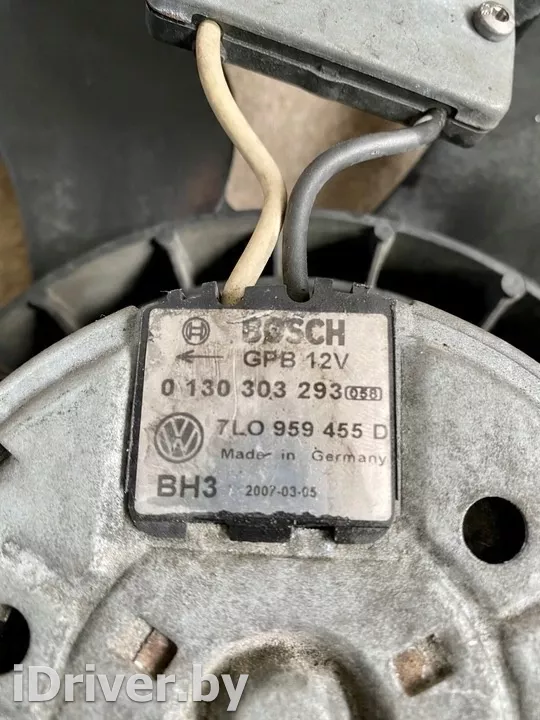 BOSCH
GPB 12V
0 130 303 293 058
7L0 959 455 D
Made in Germany
BH3 2007-03-05
iDriver.by